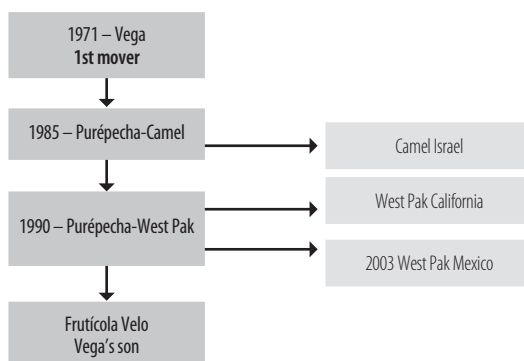 1971 – Vega
1st mover
1985 – Purépecha-Camel
Camel Israel
1990 – Purépecha-West Pak
West Pak California
2003 West Pak Mexico
Frutícola Velo
Vega's son